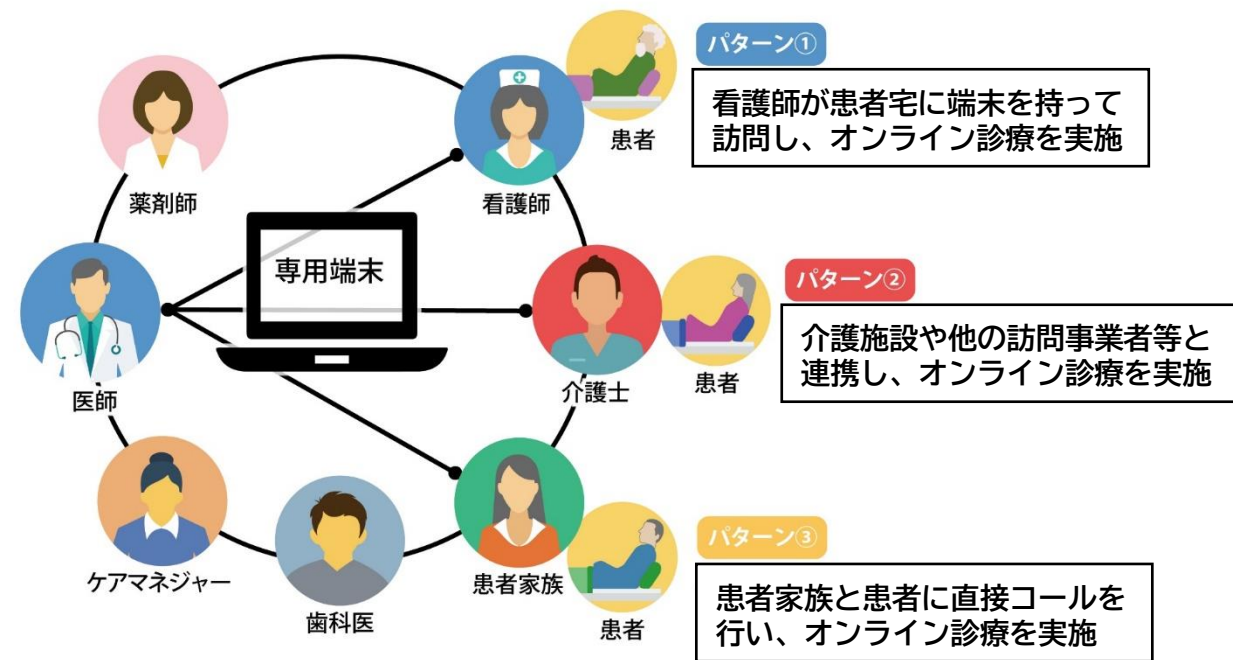 パターン①
看護師が患者宅に端末を持って
訪問し、オンライン診療を実施
患者
薬剤師
看護師
専用端末
パターン②
介護施設や他の訪問事業者等と
連携し、オンライン診療を実施
医師
介護士
患者
パターン③
患者家族と患者に直接コールを
行い、オンライン診療を実施
ケアマネジャー
歯科医
患者家族
患者